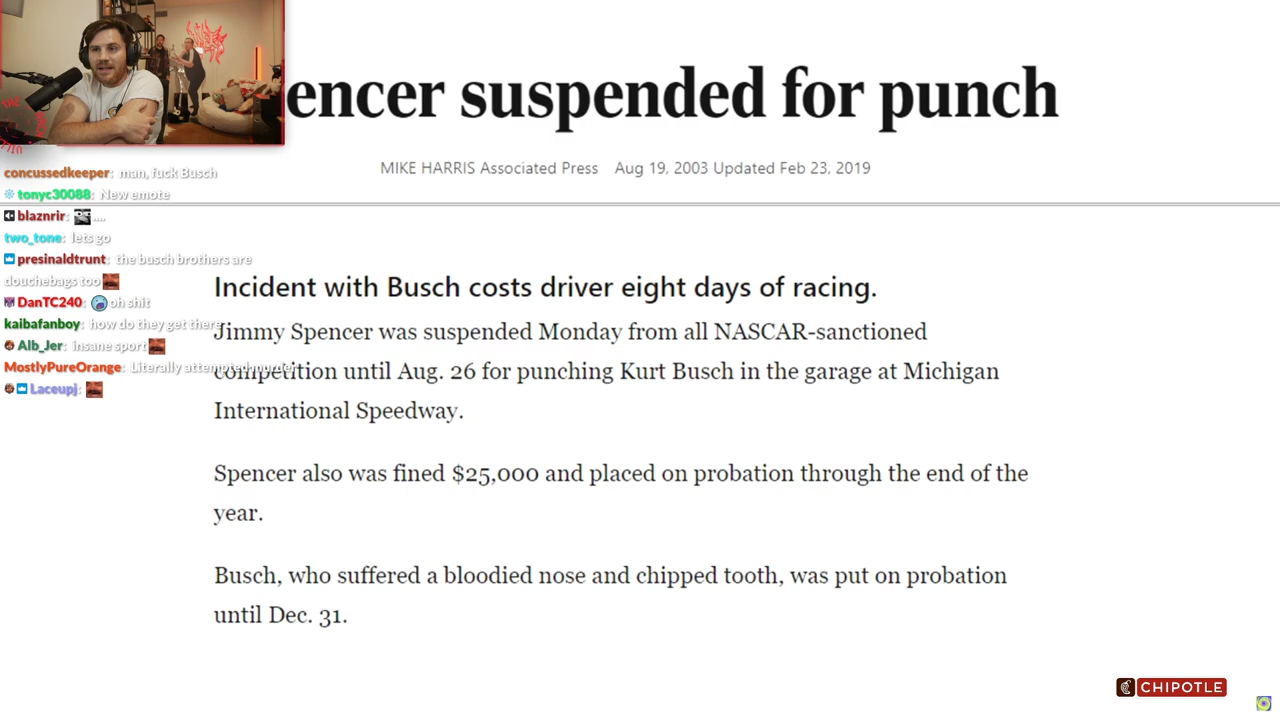 encer suspended for punch
MIKE HARRIS Associated Press Aug 19, 2003 Updated Feb 23, 2019
concussedkeeper: man, fuck Busch
tonyc30088: New emote
blaznrir: ....
two_tone: lets go
presinaldtrunt: the busch brothers are
douchebags too
DanTC240: oh shit
kaibafanboy: how do they get there
Alb_Jer: insane sport
MostlyPureOrange: Literally attempted murder
Laceupj:
Incident with Busch costs driver eight days of racing.
Jimmy Spencer was suspended Monday from all NASCAR-sanctioned
competition until Aug. 26 for punching Kurt Busch in the garage at Michigan
International Speedway.
Spencer also was fined $25,000 and placed on probation through the end of the
year.
Busch, who suffered a bloodied nose and chipped tooth, was put on probation
until Dec. 31.
CHIPOTLE